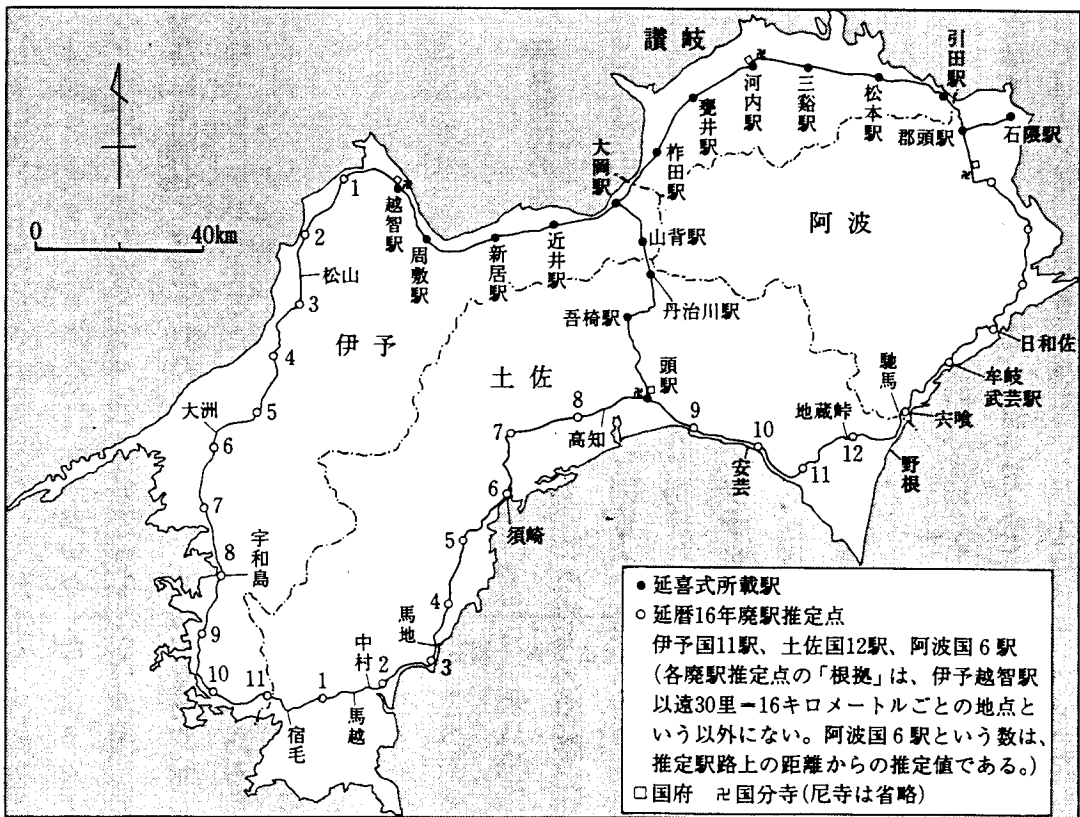 讃岐
引田駅
河内駅
三谿駅
松本駅
郡頭駅
石隈駅
甕井駅
柞田駅
大岡駅
山背駅
丹治川駅
吾椅駅
頭駅
阿波
越智駅
周敷駅
新居駅
近井駅
0 40km
1
2
松山
3
伊予
4
5
大洲
6
7
8
宇和島
9
10
11
宿毛
1
馬越
2
中村
3
馬地
4
5
6
須崎
7
土佐
8
高知
9
10
安芸
11
12
地蔵峠
野根
馳馬
宍喰
牟岐
武芸駅
日和佐
●延喜式所載駅
○延暦16年廃駅推定点
伊予国11駅、土佐国12駅、阿波国6駅
(各廃駅推定点の「根拠」は、伊予越智駅
以遠30里=16キロメートルごとの地点と
いう以外にない。阿波国6駅という数は、
推定駅路上の距離からの推定値である。)
□国府 卍国分寺(尼寺は省略)